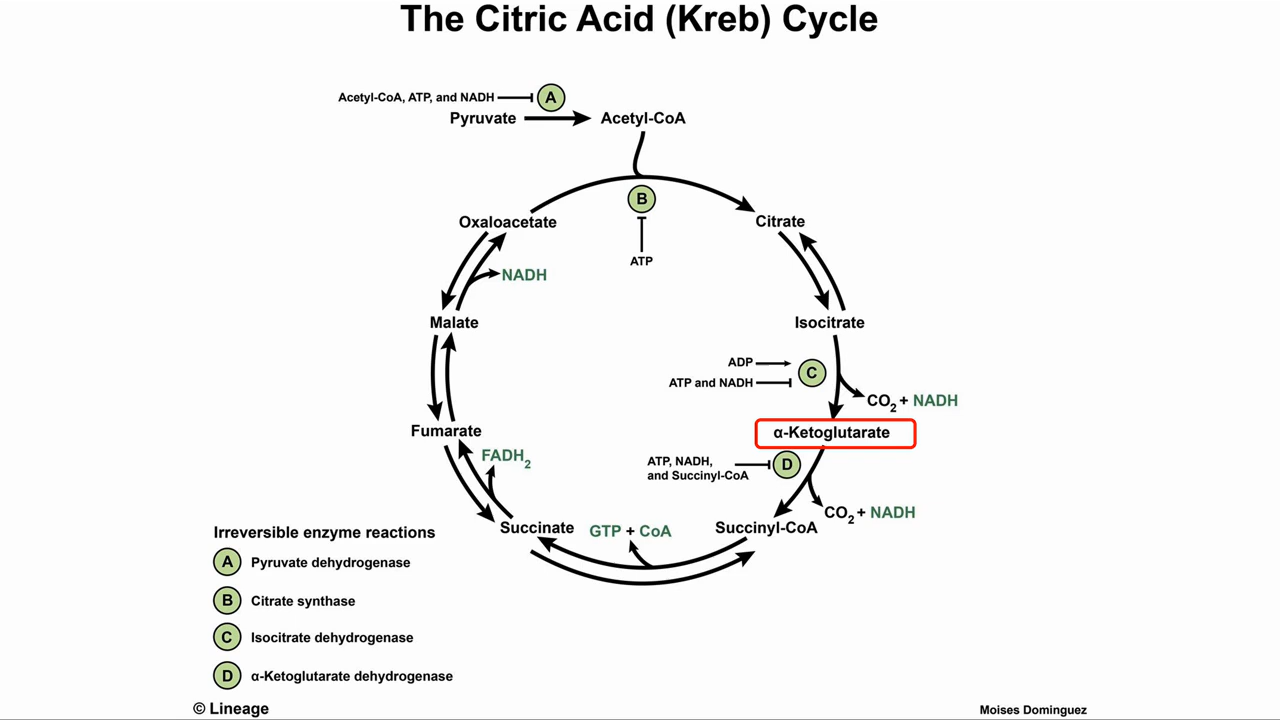 The Citric Acid (Kreb) Cycle
Acetyl-CoA, ATP, and NADH
A
Pyruvate
Acetyl-CoA
B
ATP
Oxaloacetate
Citrate
NADH
Malate
Isocitrate
ADP
ATP and NADH
C
CO2 + NADH
Fumarate
α-Ketoglutarate
FADH2
ATP, NADH,
and Succinyl-CoA
D
CO2 + NADH
Succinate
GTP + CoA
Succinyl-CoA
Irreversible enzyme reactions
A Pyruvate dehydrogenase
B Citrate synthase
C Isocitrate dehydrogenase
D α-Ketoglutarate dehydrogenase
© Lineage
Moises Dominguez